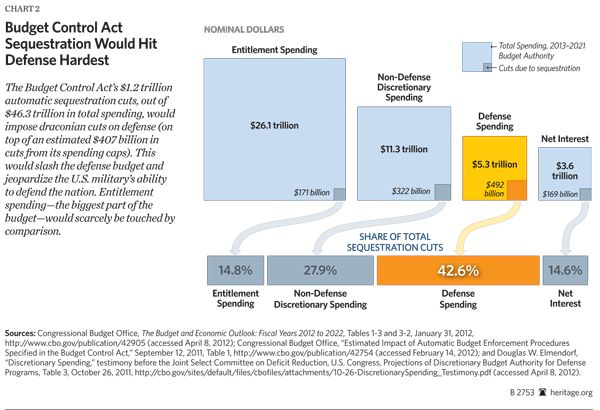 CHART 2
Budget Control Act
Sequestration Would Hit
Defense Hardest
The Budget Control Act's $1.2 trillion
automatic sequestration cuts, out of
$46.3 trillion in total spending, would
impose draconian cuts on defense (on
top of an estimated $407 billion in
cuts from its spending caps). This
would slash the defense budget and
jeopardize the U.S. military's ability
to defend the nation. Entitlement
spending—the biggest part of the
budget—would scarcely be touched by
comparison.
NOMINAL DOLLARS
Total Spending, 2013–2021
Budget Authority
Cuts due to sequestration
Entitlement Spending
$26.1 trillion
$171 billion
Non-Defense
Discretionary
Spending
$11.3 trillion
$322 billion
Defense
Spending
$5.3 trillion
$492
billion
Net Interest
$3.6
trillion
$169 billion
SHARE OF TOTAL
SEQUESTRATION CUTS
14.8%
27.9%
42.6%
14.6%
Entitlement
Spending
Non-Defense
Discretionary Spending
Defense
Spending
Net
Interest
Sources: Congressional Budget Office, The Budget and Economic Outlook: Fiscal Years 2012 to 2022, Tables 1-3 and 3-2, January 31, 2012,
http://www.cbo.gov/publication/42905 (accessed April 8, 2012); Congressional Budget Office, "Estimated Impact of Automatic Budget Enforcement Procedures
Specified in the Budget Control Act," September 12, 2011, Table 1, http://www.cbo.gov/publication/42754 (accessed February 14, 2012); and Douglas W. Elmendorf,
"Discretionary Spending," testimony before the Joint Select Committee on Deficit Reduction, U.S. Congress, Projections of Discretionary Budget Authority for Defense
Programs, Table 3, October 26, 2011, http://cbo.gov/sites/default/files/cbofiles/attachments/10-26-DiscretionarySpending_Testimony.pdf (accessed April 8, 2012).
B 2753 heritage.org